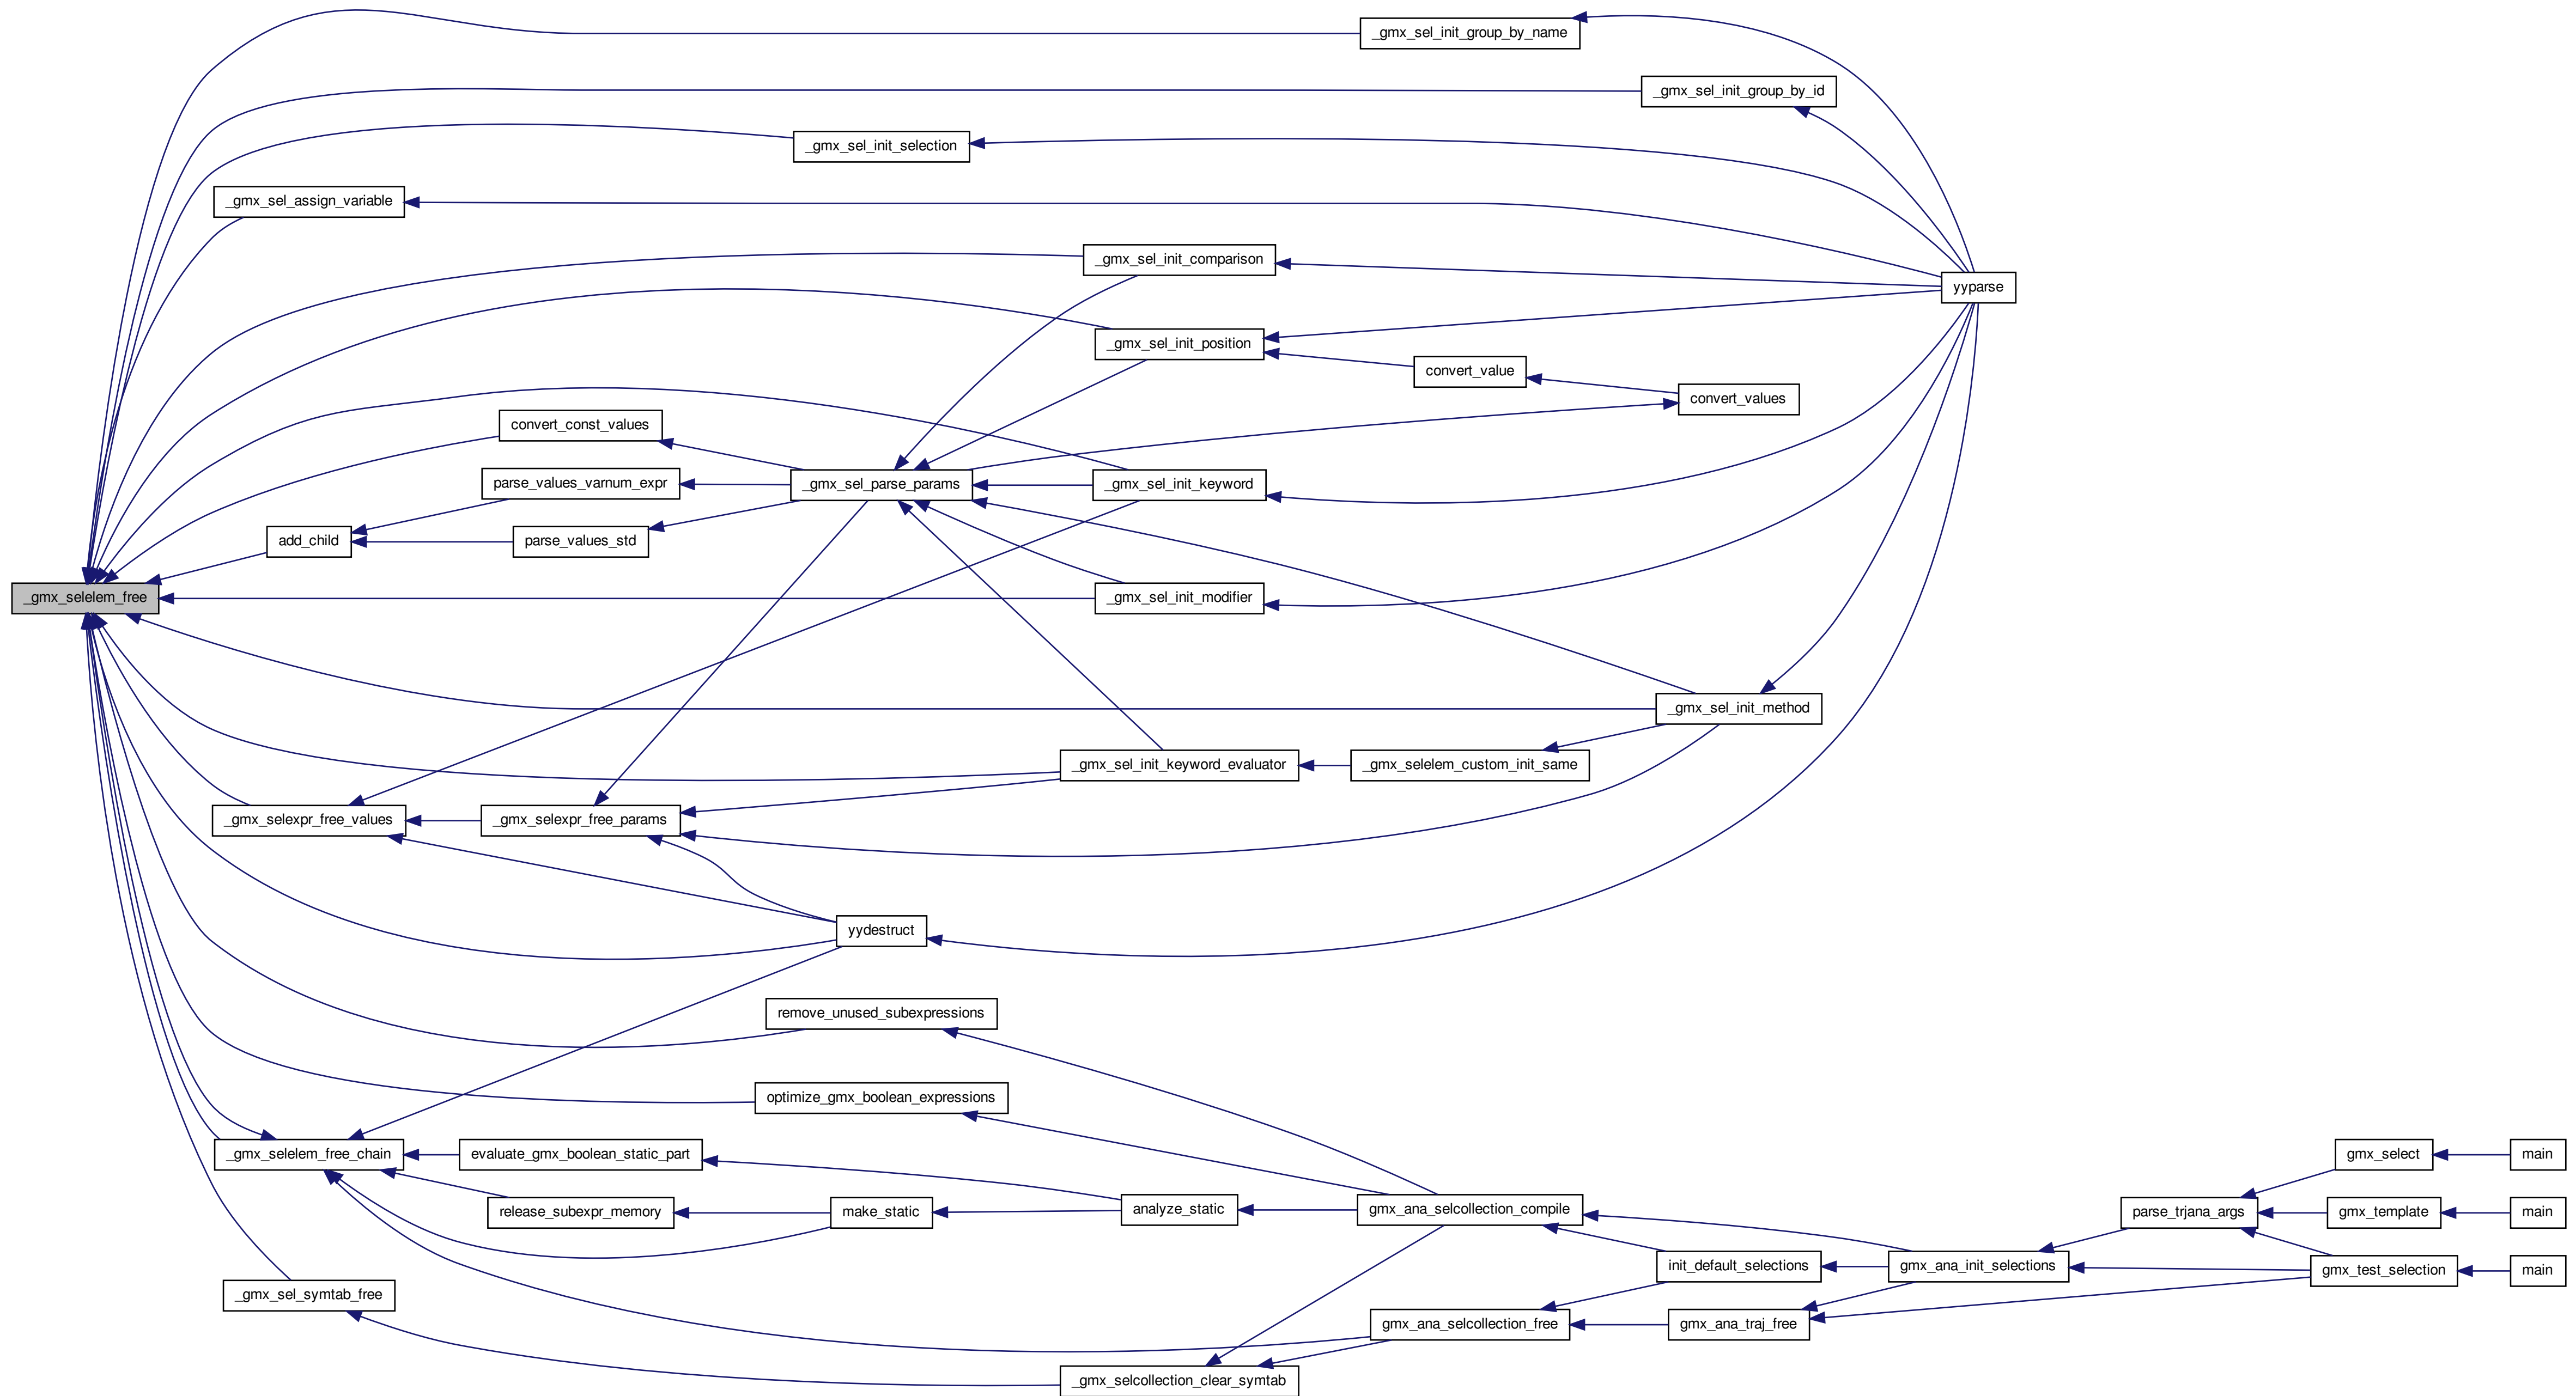 _gmx_sel_init_group_by_name
_gmx_sel_init_group_by_id
_gmx_sel_init_selection
_gmx_sel_assign_variable
_gmx_sel_init_comparison
yyparse
_gmx_sel_init_position
convert_value
convert_values
convert_const_values
parse_values_varnum_expr
_gmx_sel_parse_params
_gmx_sel_init_keyword
add_child
parse_values_std
_gmx_selelem_free
_gmx_sel_init_modifier
_gmx_sel_init_method
_gmx_sel_init_keyword_evaluator
_gmx_selelem_custom_init_same
_gmx_selexpr_free_values
_gmx_selexpr_free_params
yydestruct
remove_unused_subexpressions
optimize_gmx_boolean_expressions
_gmx_selelem_free_chain
evaluate_gmx_boolean_static_part
gmx_select
main
release_subexpr_memory
make_static
analyze_static
gmx_ana_selcollection_compile
parse_trjana_args
gmx_template
main
init_default_selections
gmx_ana_init_selections
gmx_test_selection
main
_gmx_sel_symtab_free
gmx_ana_selcollection_free
gmx_ana_traj_free
_gmx_selcollection_clear_symtab